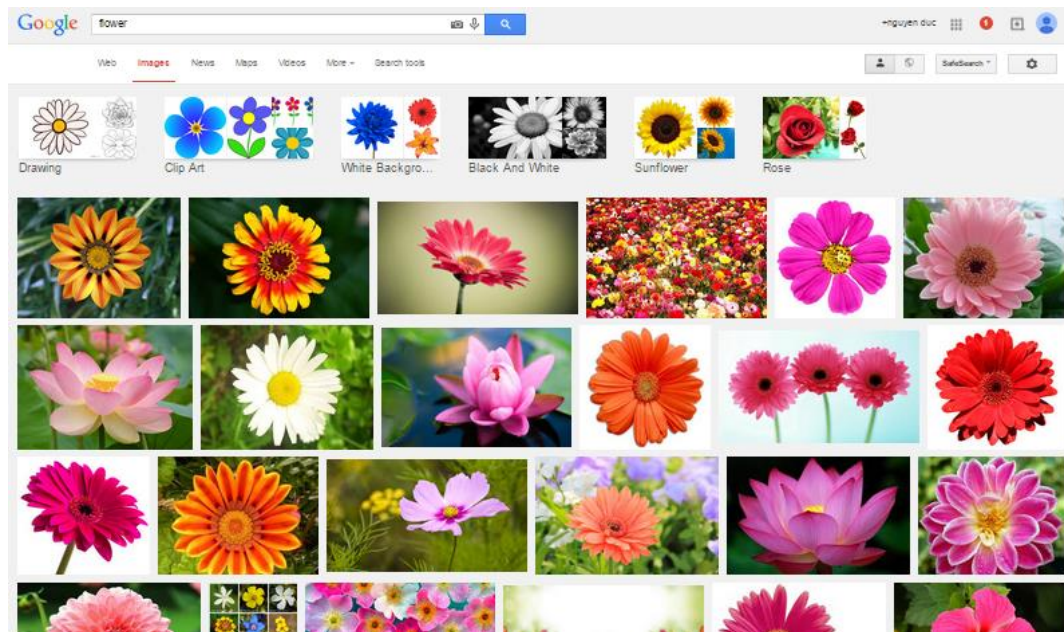 Google flower +nguyen duc 1
Web Images News Maps Videos More Search tools SafeSearch
Drawing Clip Art White Backgro... Black And White Sunflower Rose